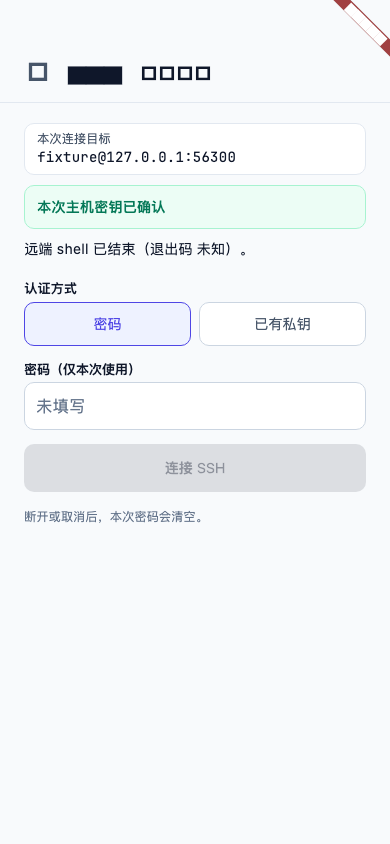 本次连接目标
fixture@127.0.0.1:56300
本次主机密钥已确认
远端 shell 已结束（退出码 未知）。
认证方式
密码
已有私钥
密码（仅本次使用）
未填写
连接 SSH
断开或取消后，本次密码会清空。